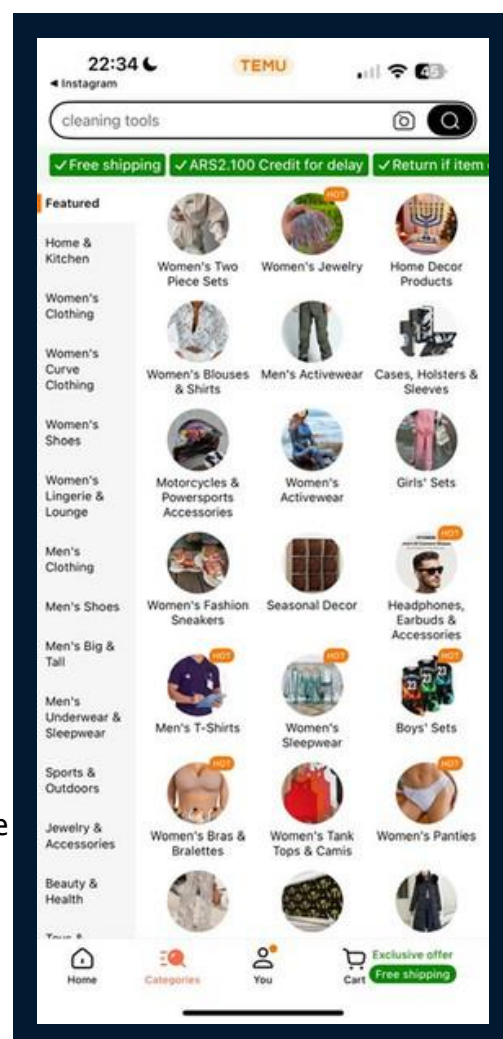 22:34
TEMU
45
Instagram
cleaning tools
Free shipping
ARS2.100 Credit for delay
Return if item
Featured
Home &
Kitchen
Women's
Clothing
Women's
Curve
Clothing
Women's
Shoes
Women's
Lingerie &
Lounge
Men's
Clothing
Men's Shoes
Men's Big &
Tall
Men's
Underwear &
Sleepwear
Sports &
Outdoors
Jewelry &
Accessories
Beauty &
Health
e
Women's Two
Piece Sets
HOT
Women's Jewelry
Home Decor
Products
Women's Blouses
& Shirts
Men's Activewear
Cases, Holsters &
Sleeves
Motorcycles &
Powersports
Accessories
Women's
Activewear
Girls' Sets
Women's Fashion
Sneakers
Seasonal Decor
HOT
Headphones,
Earbuds &
Accessories
HOT
Men's T-Shirts
HOT
Women's
Sleepwear
HOT
23
23
Boys' Sets
HOT
Women's Bras &
Bralettes
Women's Tank
Tops & Camis
HOT
Women's Panties
Home
Categories
You
Cart
Exclusive offer
Free shipping